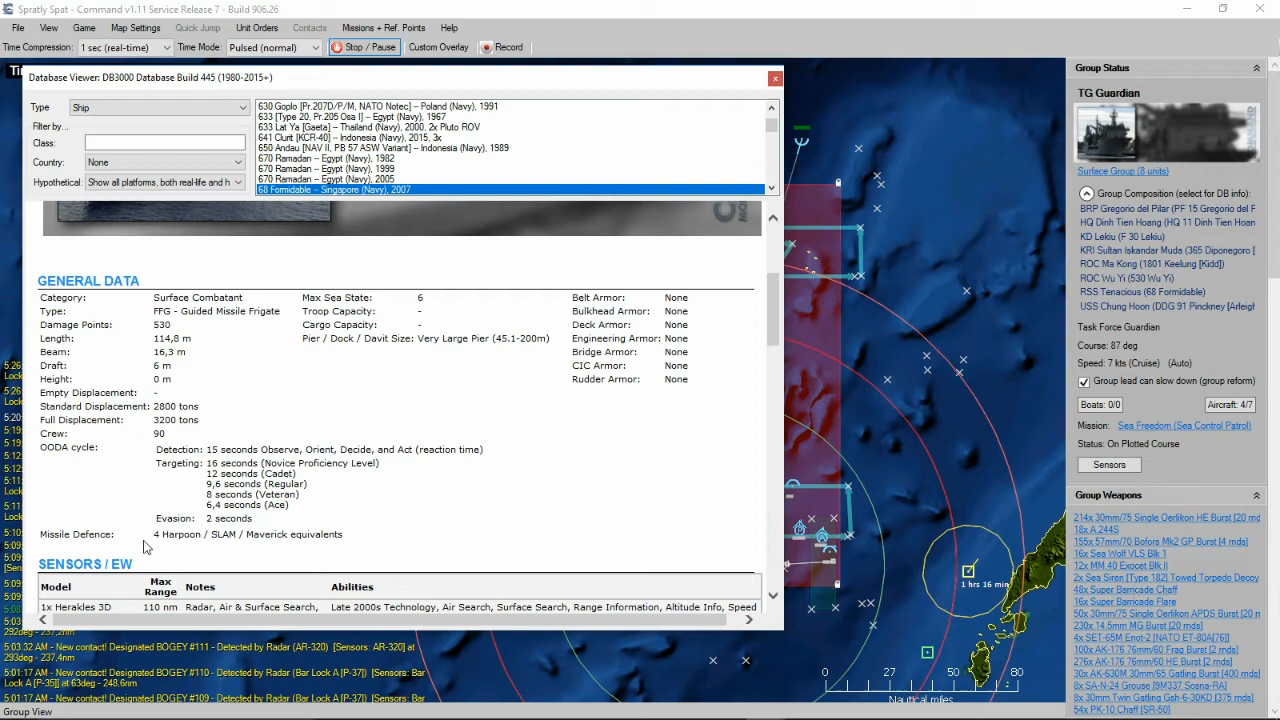 Spratly Spat - Command v1.11 Service Release 7 - Build 906.26
File View Game Map Settings Quick Jump Unit Orders Contacts Missions + Ref. Points Help
Time Compression: 1 sec (real-time) Time Mode: Pulsed (normal) Stop / Pause Custom Overlay Record
Database Viewer: DB3000 Database Build 445 (1980-2015+)
Type Ship
Filter by...
Class:
Country: None
Hypothetical: Show all platforms, both real-life and h
630 Goplo [Pr.207D/P/M, NATO Notec] -- Poland (Navy), 1991
633 [Type 20, Pr.205 Osa I] -- Egypt (Navy), 1967
633 Lat Ya [Gaeta] -- Thailand (Navy), 2000, 2x Pluto ROV
641 Clurit [KCR-40] -- Indonesia (Navy), 2015, 3x
650 Andau [NAV II, PB 57 ASW Variant] -- Indonesia (Navy), 1989
670 Ramadan -- Egypt (Navy), 1982
670 Ramadan -- Egypt (Navy), 1999
670 Ramadan -- Egypt (Navy), 2005
68 Formidable -- Singapore (Navy), 2007
GENERAL DATA
Category: Surface Combatant Max Sea State: 6 Belt Armor: None
Type: FFG - Guided Missile Frigate Troop Capacity: - Bulkhead Armor: None
Damage Points: 530 Cargo Capacity: - Deck Armor: None
Length: 114,8 m Pier / Dock / Davit Size: Very Large Pier (45.1-200m) Engineering Armor: None
Beam: 16,3 m Bridge Armor: None
Draft: 6 m CIC Armor: None
Height: 0 m Rudder Armor: None
Empty Displacement: -
Standard Displacement: 2800 tons
Full Displacement: 3200 tons
Crew: 90
OODA cycle: Detection: 15 seconds Observe, Orient, Decide, and Act (reaction time)
Targeting: 16 seconds (Novice Proficiency Level)
12 seconds (Cadet)
9,6 seconds (Regular)
8 seconds (Veteran)
6,4 seconds (Ace)
Evasion: 2 seconds
Missile Defence: 4 Harpoon / SLAM / Maverick equivalents
SENSORS / EW
Model Max Range Notes Abilities
1x Herakles 3D 110 nm Radar, Air & Surface Search, Late 2000s Technology, Air Search, Surface Search, Range Information, Altitude Info, Speed
292deg - 237,2nm
5:03:32 AM - New contact! Designated BOGEY #111 - Detected by Radar (AR-320) [Sensors: AR-320] at
293deg - 237,4nm
5:01:17 AM - New contact! Designated BOGEY #110 - Detected by Radar (Bar Lock A [P-37]) [Sensors: Bar
Lock A [P-35]] at 63deg - 248,6nm
Group View
1 hrs 16 min
0 27 50 80
Nautical miles
Group Status
TG Guardian
Surface Group (8 units)
Group Composition (select for DB info):
BRP Gregorio del Pilar (PF 15 Gregorio del F
HQ Dinh Tien Hoang (HQ 11 Dinh Tien Hoan
KD Lekiu (F 30 Lekiu)
KRI Sultan Iskandar Muda (365 Diponegoro [
ROC Ma Kong (1801 Keelung [Kidd])
ROC Wu Yi (530 Wu Yi)
RSS Tenacious (68 Formidable)
USS Chung Hoon (DDG 91 Pinckney [Arleigh
Task Force Guardian
Course: 87 deg
Speed: 7 kts (Cruise) (Auto)
Group lead can slow down (group reform)
Boats: 0/0 Aircraft: 4/7
Mission: Sea Freedom (Sea Control Patrol)
Status: On Plotted Course
Sensors
Group Weapons
214x 30mm/75 Single Oerlikon HE Burst [20 rnd
18x A.244S
155x 57mm/70 Bofors Mk2 GP Burst [4 rnds]
16x Sea Wolf VLS Blk 1
12x MM.40 Exocet Blk II
2x Sea Siren [Type 182] Towed Torpedo Decoy
48x Super Barricade Chaff
16x Super Barricade Flare
50x 30mm/75 Single Oerlikon APDS Burst [20 rr
230x 14.5mm MG Burst [20 rnds]
4x SET-65M Enot-2 [NATO ET-80A[76]]
100x AK-176 76mm/60 Frag Burst [2 rnds]
276x AK-176 76mm/60 HE Burst [2 rnds]
30x AK-630M 30mm/65 Gatling Burst [400 rnds]
8x SA-N-24 Grouse [9M337 Sosna-RA]
8x 30mm Twin Gatling Gsh-6-30KD [375 rnds]
54x PK-10 Chaff [SR-50]